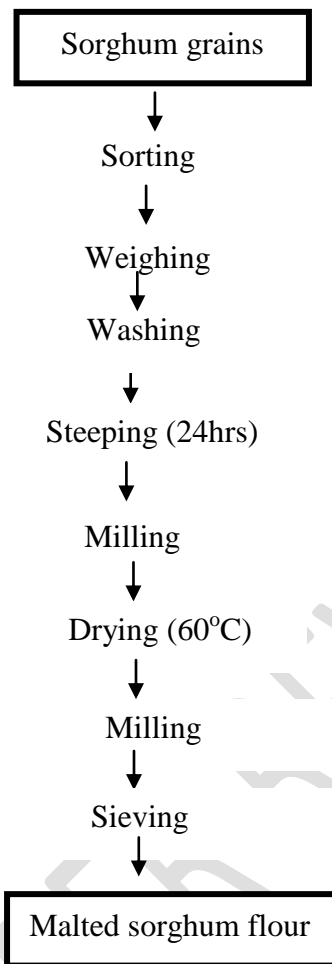 Sorghum grains
Sorting
Weighing
Washing
Steeping (24hrs)
Milling
Drying (60°C)
Milling
Sieving
Malted sorghum flour